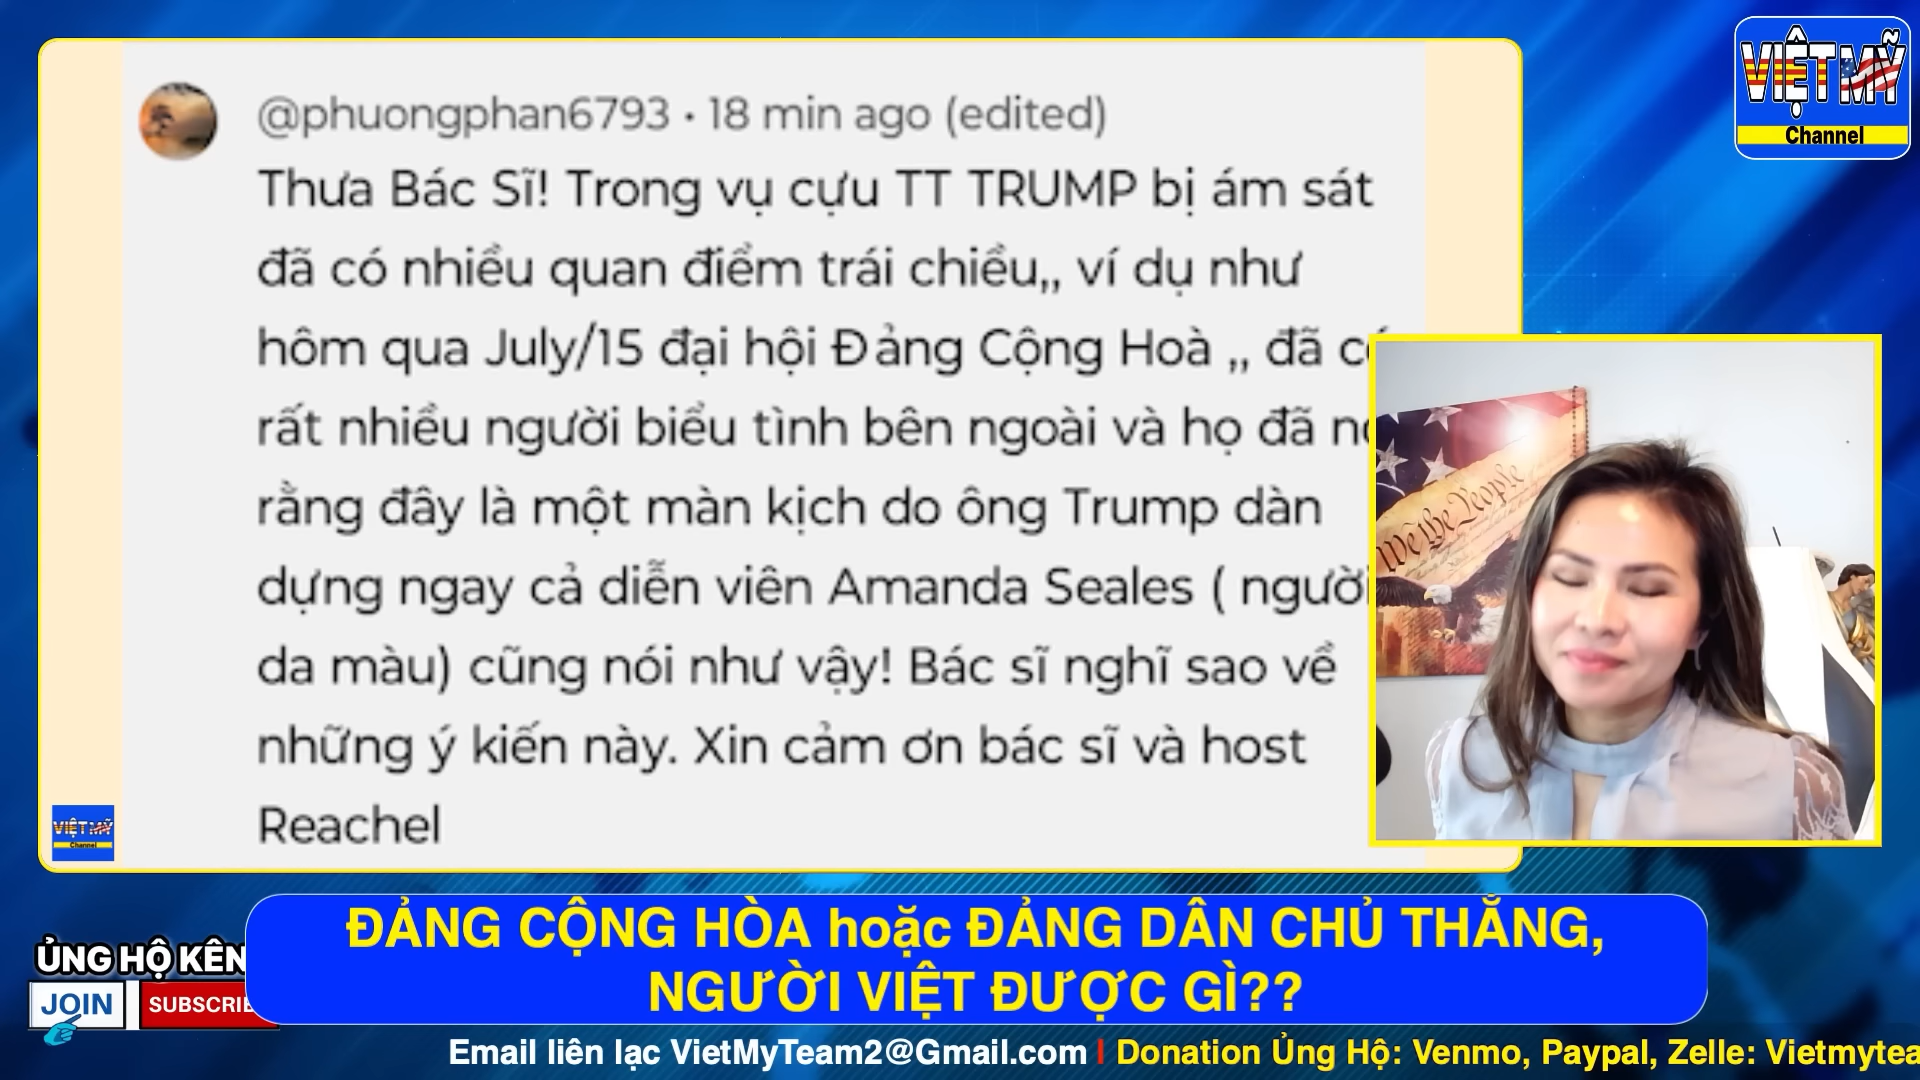 @phuongphan6793 • 18 min ago (edited)
Thưa Bác Sĩ! Trong vụ cựu TT TRUMP bị ám sát
đã có nhiều quan điểm trái chiều,, ví dụ như
hôm qua July/15 đại hội Đảng Cộng Hoà ,, đã
rất nhiều người biểu tình bên ngoài và họ đã
rằng đây là một màn kịch do ông Trump dàn
dựng ngay cả diễn viên Amanda Seales ( người
da màu) cũng nói như vậy! Bác sĩ nghĩ sao về
những ý kiến này. Xin cảm ơn bác sĩ và host
Reachel
VIỆT MỸ
Channel
We the People
VIỆT MỸ
Channel
ĐẢNG CỘNG HÒA hoặc ĐẢNG DÂN CHỦ THẮNG,
NGƯỜI VIỆT ĐƯỢC GÌ??
ỦNG HỘ KÊN
JOIN
SUBSCRIBE
Email liên lạc VietMyTeam2@Gmail.com | Donation Ủng Hộ: Venmo, Paypal, Zelle: Vietmytea